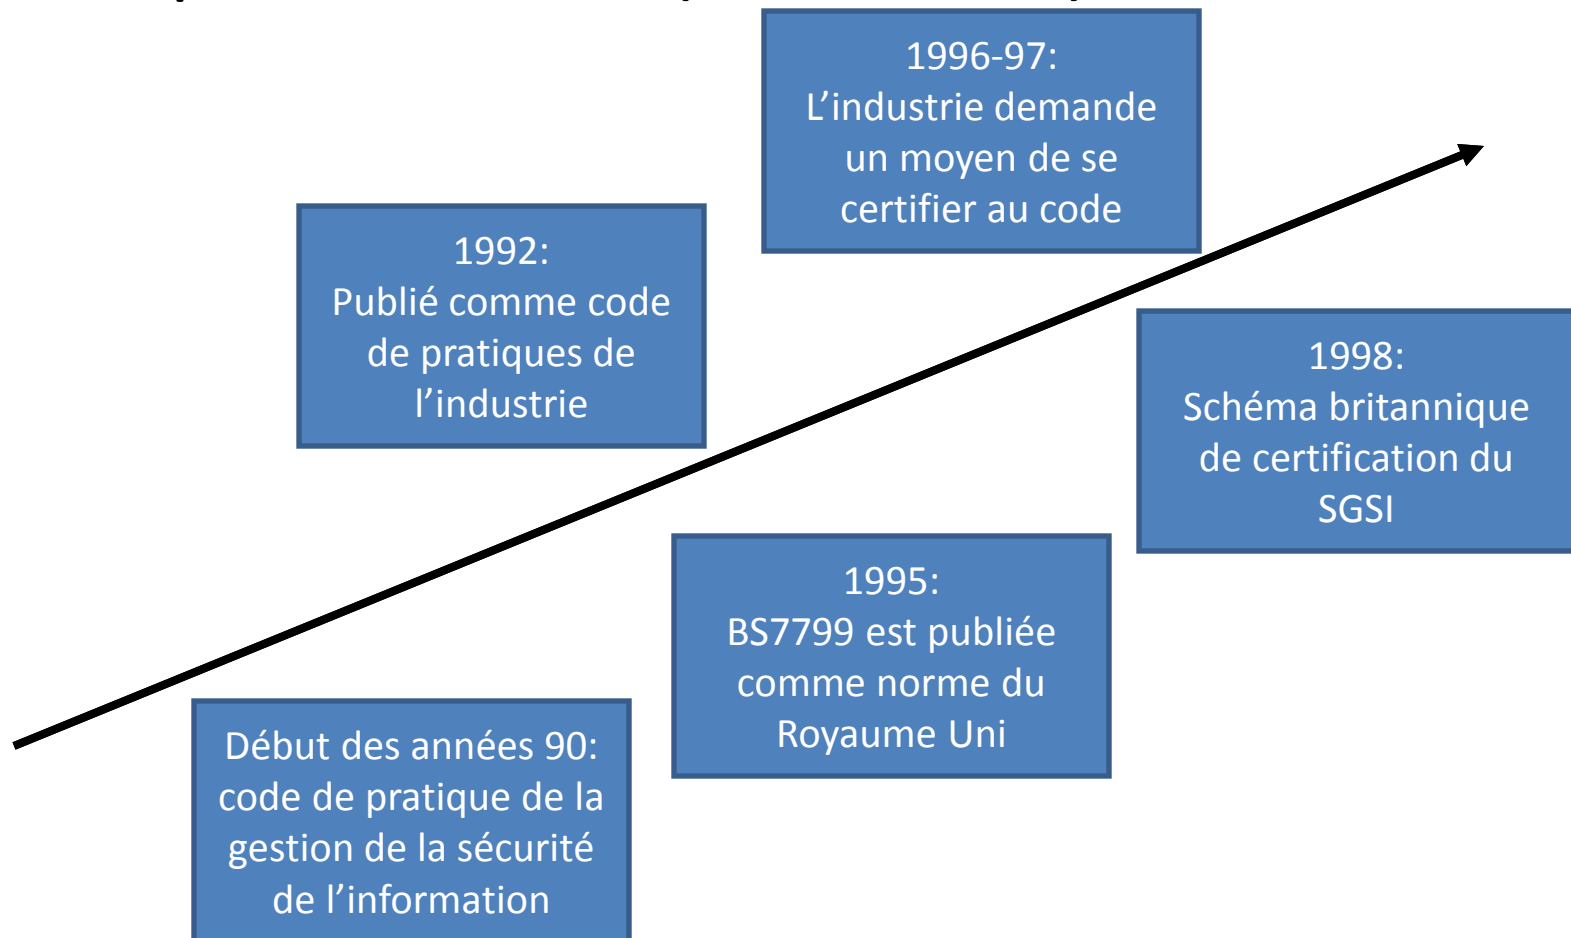 Début des années 90:
code de pratique de la
gestion de la sécurité
de l’information
1992:
Publié comme code
de pratiques de
l’industrie
1995:
BS7799 est publiée
comme norme du
Royaume Uni
1996-97:
L’industrie demande
un moyen de se
certifier au code
1998:
Schéma britannique
de certification du
SGSI